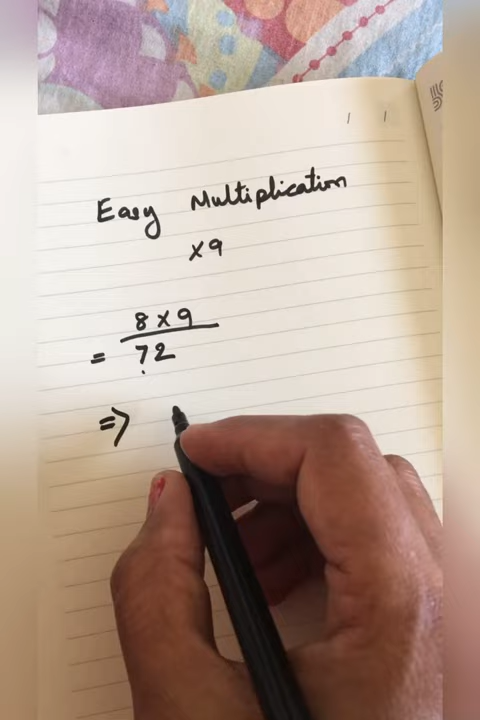 Easy Multiplication
×9
8×9
= 72
⇒